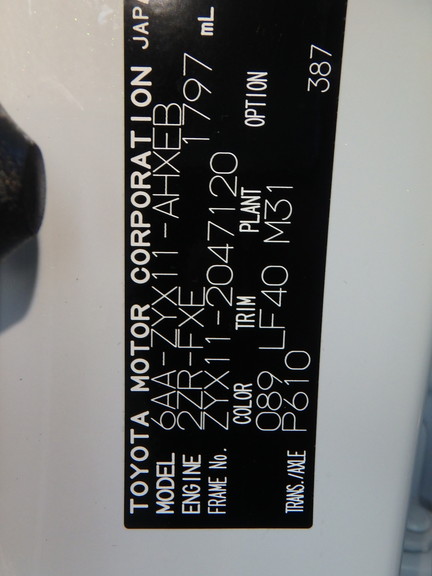 TOYOTA MOTOR CORPORATION JAPA
MODEL 6AA-ZYX11-AHXEB
ENGINE 2ZR-FXE 1797 mL
FRAME No. ZYX11-2047120
COLOR TRIM PLANT OPTION
089 LF40 M31
TRANS./AXLE P610 387